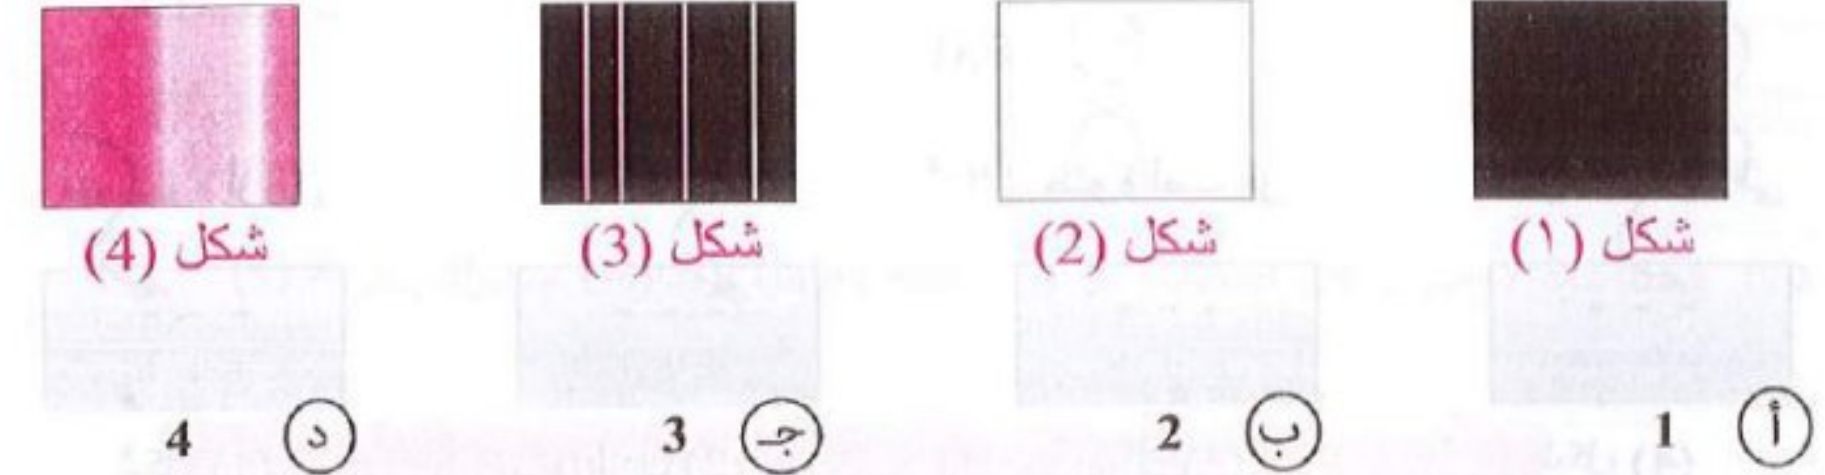 شكل (١) شكل (2) شكل (3) شكل (4)
أ 1 ب 2 جـ 3 د 4